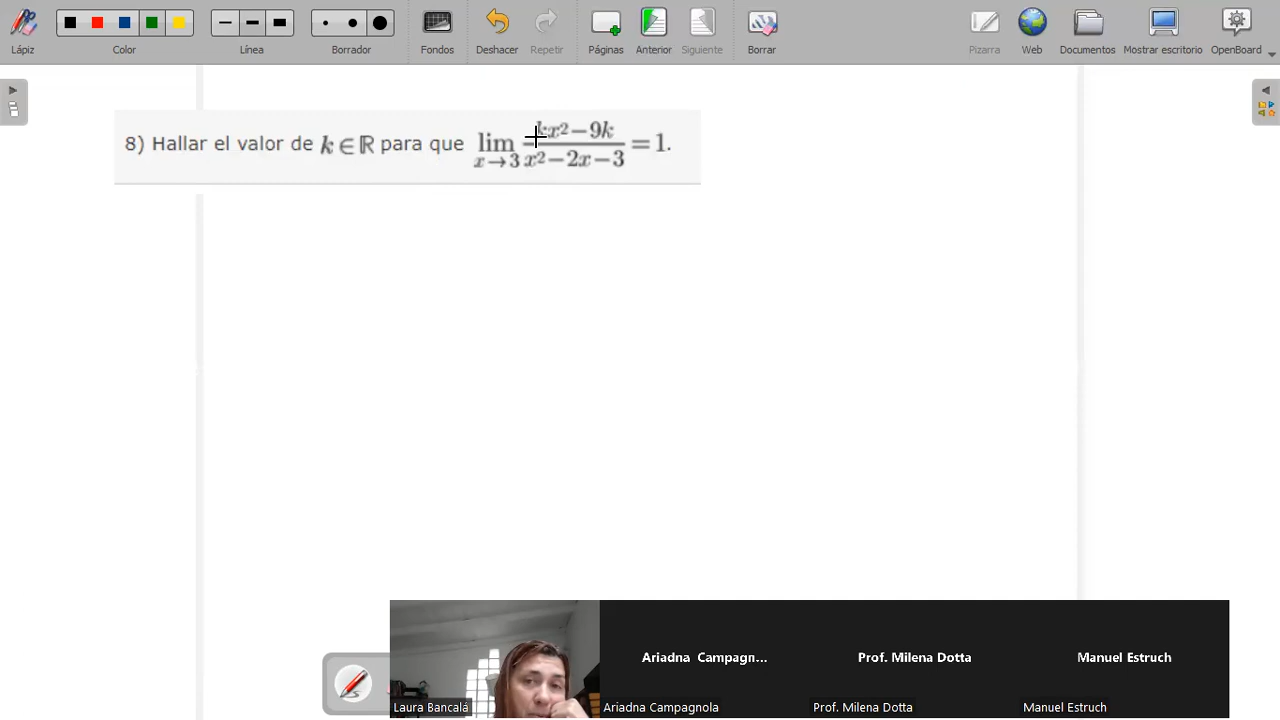 Lápiz
Color
Línea
Borrador
Fondos
Deshacer
Repetir
Páginas
Anterior
Siguiente
Borrar
Pizarra
Web
Documentos
Mostrar escritorio
OpenBoard
8) Hallar el valor de k∈ℝ para que lim x→3 (kx²−9k)/(x²−2x−3) = 1.
Ariadna Campagn...
Prof. Milena Dotta
Manuel Estruch
Laura Bancalá
Ariadna Campagnola
Prof. Milena Dotta
Manuel Estruch